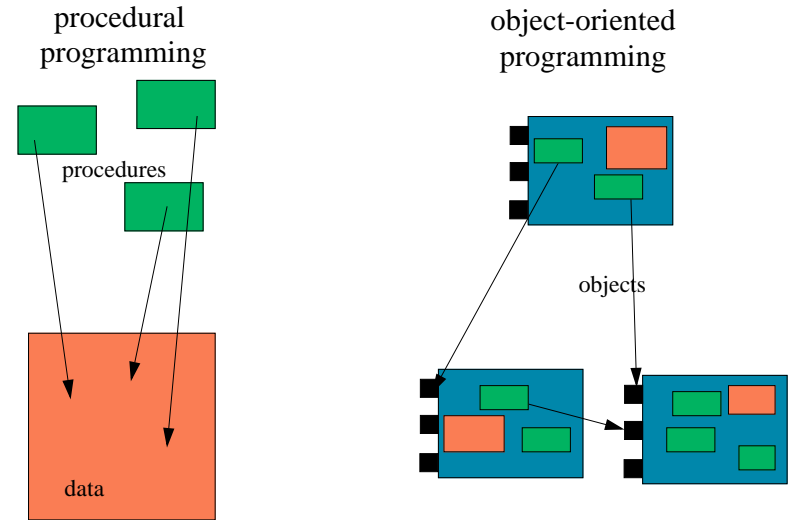 procedural
programming
procedures
data
object-oriented
programming
objects